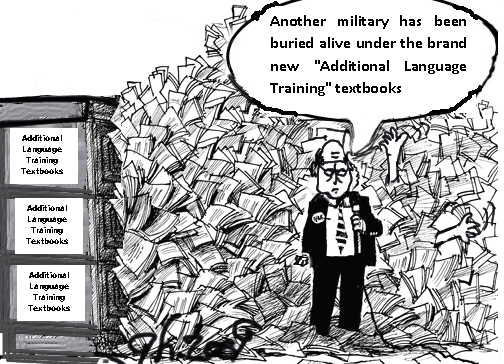 Another military has been
buried alive under the brand
new "Additional Language
Training" textbooks
Additional
Language
Training
Textbooks
Additional
Language
Training
Textbooks
Additional
Language
Training
Textbooks